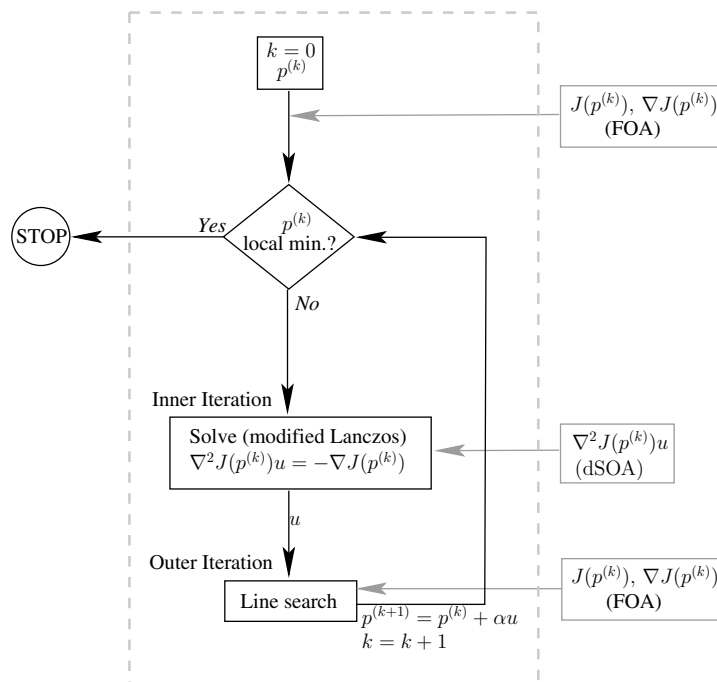 k = 0
p^{(k)}
J(p^{(k)}), ∇J(p^{(k)})
(FOA)
STOP
Yes
p^{(k)}
local min.?
No
Inner Iteration
Solve (modified Lanczos)
∇²J(p^{(k)})u = −∇J(p^{(k)})
∇²J(p^{(k)})u
(dSOA)
u
Outer Iteration
Line search
J(p^{(k)}), ∇J(p^{(k)})
(FOA)
p^{(k+1)} = p^{(k)} + αu
k = k + 1